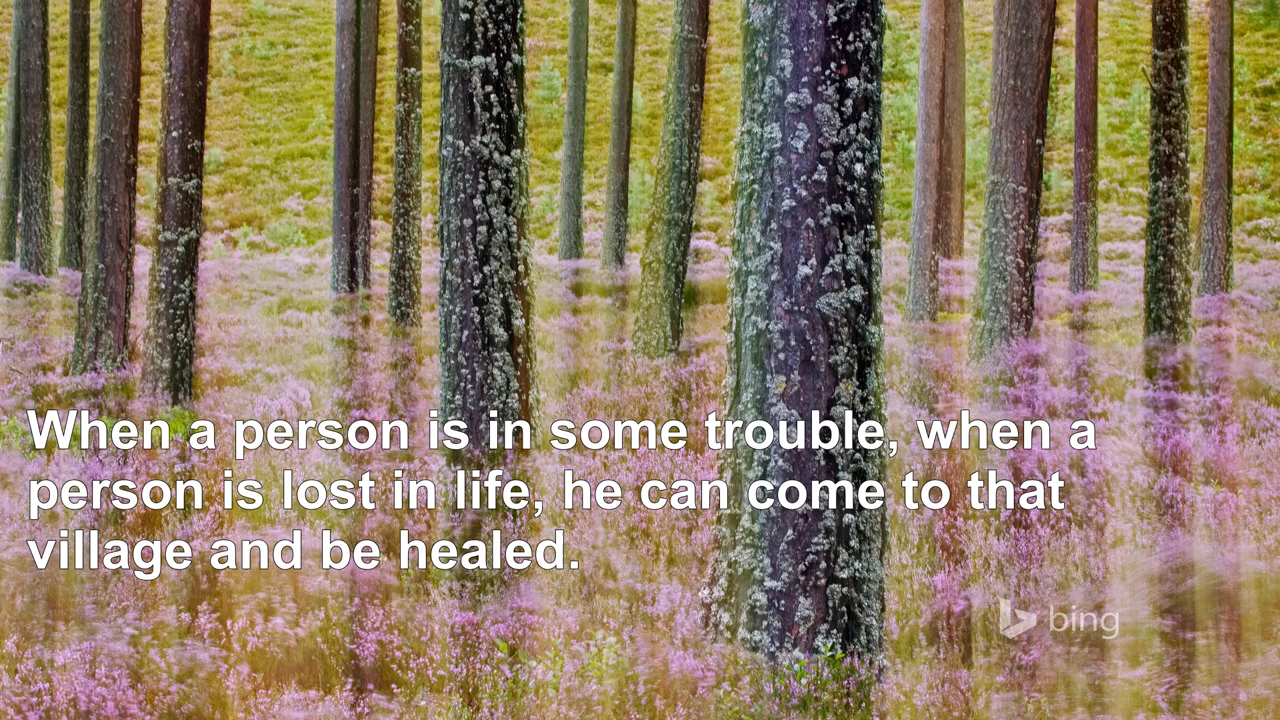 When a person is in some trouble, when a
person is lost in life, he can come to that
village and be healed.
bing